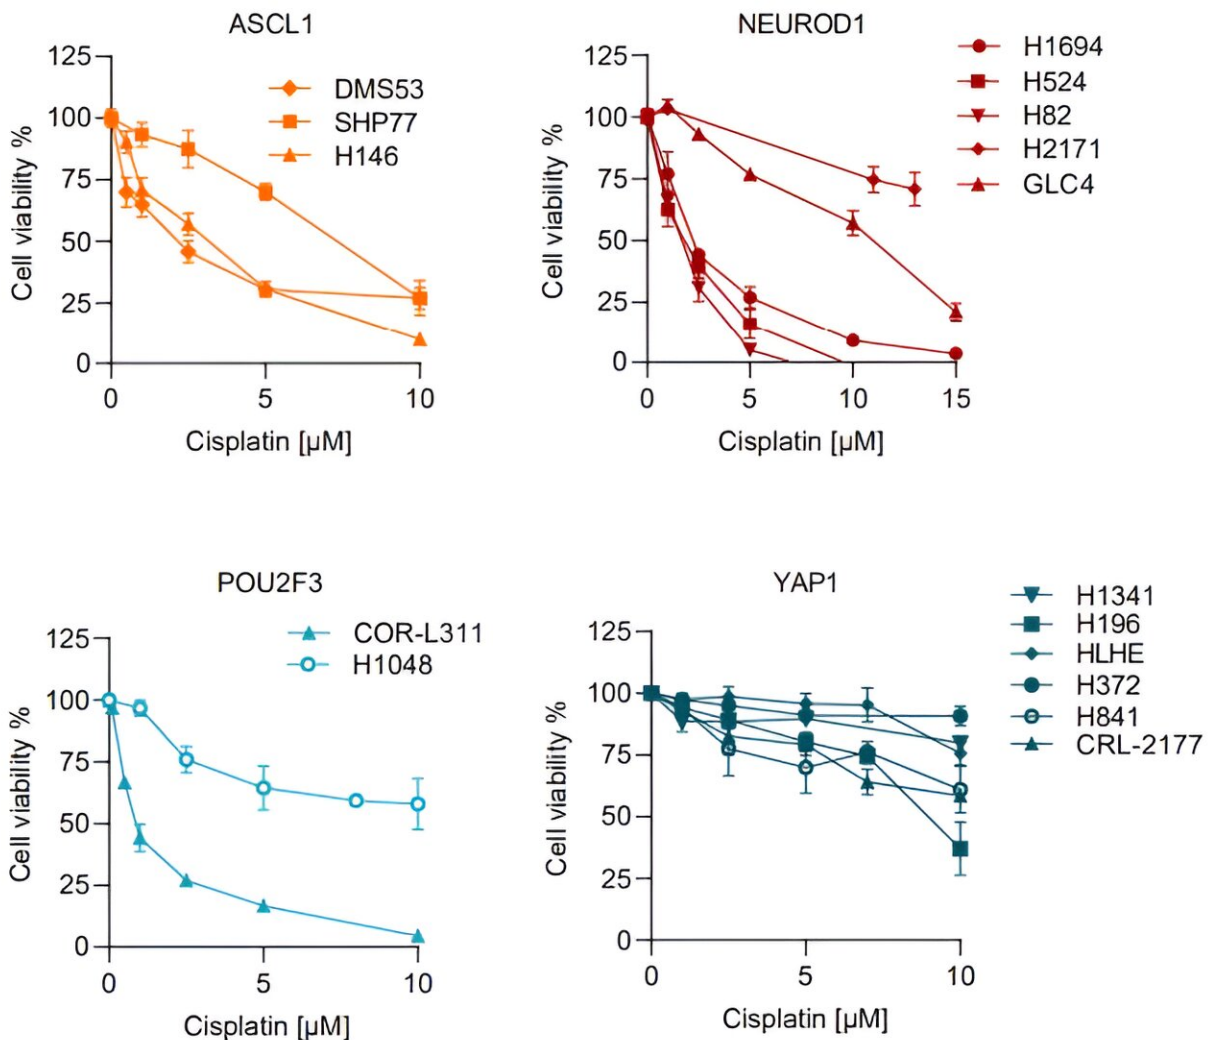 ASCL1
125
100
75
50
25
0
0 5 10
Cell viability %
Cisplatin [µM]
DMS53
SHP77
H146
NEUROD1
125
100
75
50
25
0
0 5 10 15
Cell viability %
Cisplatin [µM]
H1694
H524
H82
H2171
GLC4
POU2F3
125
100
75
50
25
0
0 5 10
Cell viability %
Cisplatin [µM]
COR-L311
H1048
YAP1
125
100
75
50
25
0
0 5 10
Cell viability %
Cisplatin [µM]
H1341
H196
HLHE
H372
H841
CRL-2177